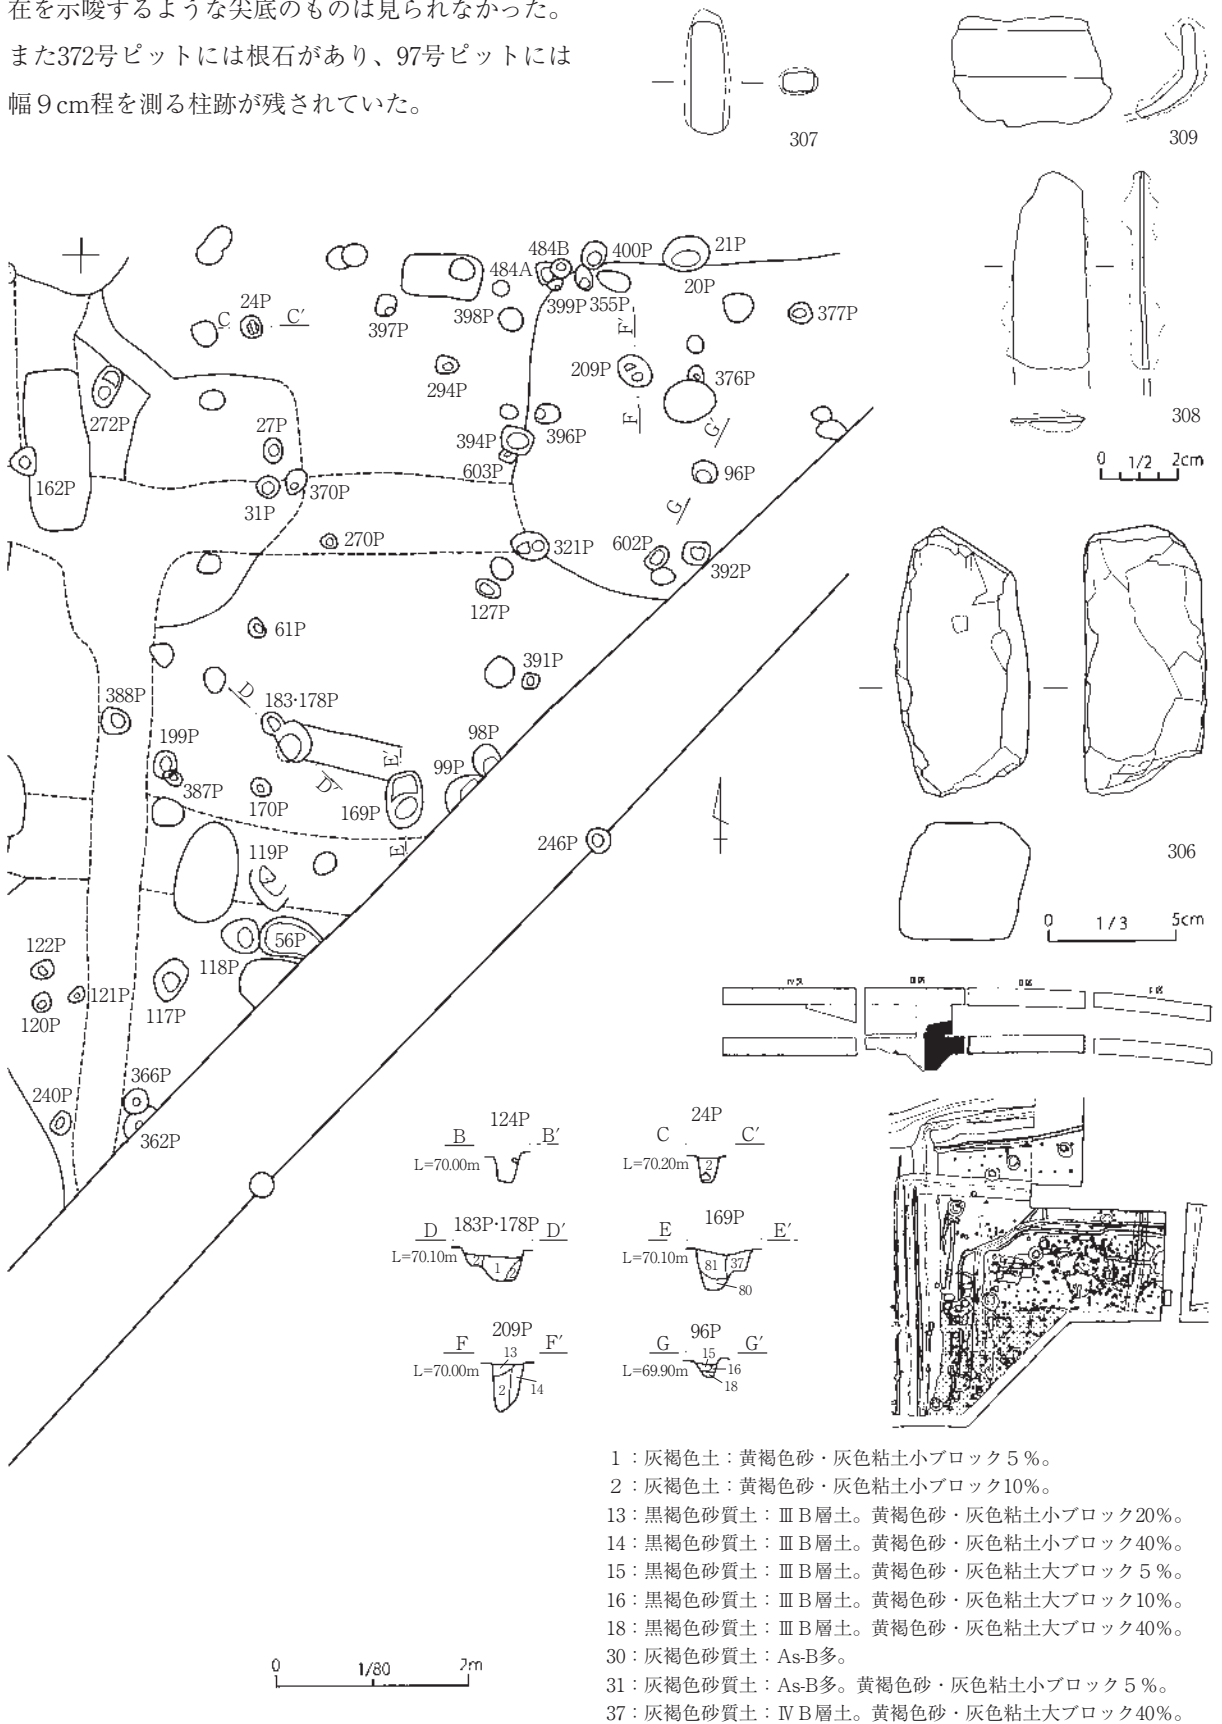 在を示唆するような尖底のものは見られなかった。
また372号ピットには根石があり、97号ピットには
幅９cm程を測る柱跡が残されていた。
307
309
308
0 1/2 2cm
306
0 1/3 5cm
484B
400P
21P
484A
399P
355P
20P
24P
C
C′
397P
398P
F′
377P
294P
209P
376P
272P
F
G′
27P
394P
396P
603P
96P
162P
370P
31P
G
270P
321P
602P
392P
127P
61P
391P
D
388P
183・178P
199P
98P
E′
99P
387P
D′
170P
169P
246P
119P
E
56P
122P
118P
121P
120P
117P
366P
240P
362P
124P
B B′
L=70.00m
24P
C C′
L=70.20m
2
183P・178P
D D′
L=70.10m
2 1 2
169P
E E′
L=70.10m
81 37
80
209P
F F′
13
L=70.00m
2 14
96P
G G′
15
L=69.90m
16
18
1：灰褐色土：黄褐色砂・灰色粘土小ブロック５%。
2：灰褐色土：黄褐色砂・灰色粘土小ブロック10%。
13：黒褐色砂質土：ⅢＢ層土。黄褐色砂・灰色粘土小ブロック20%。
14：黒褐色砂質土：ⅢＢ層土。黄褐色砂・灰色粘土小ブロック40%。
15：黒褐色砂質土：ⅢＢ層土。黄褐色砂・灰色粘土大ブロック５%。
16：黒褐色砂質土：ⅢＢ層土。黄褐色砂・灰色粘土大ブロック10%。
18：黒褐色砂質土：ⅢＢ層土。黄褐色砂・灰色粘土大ブロック40%。
30：灰褐色砂質土：As-B多。
31：灰褐色砂質土：As-B多。黄褐色砂・灰色粘土小ブロック５%。
37：灰褐色砂質土：ⅣＢ層土。黄褐色砂・灰色粘土大ブロック40%。
0 1/80 2m